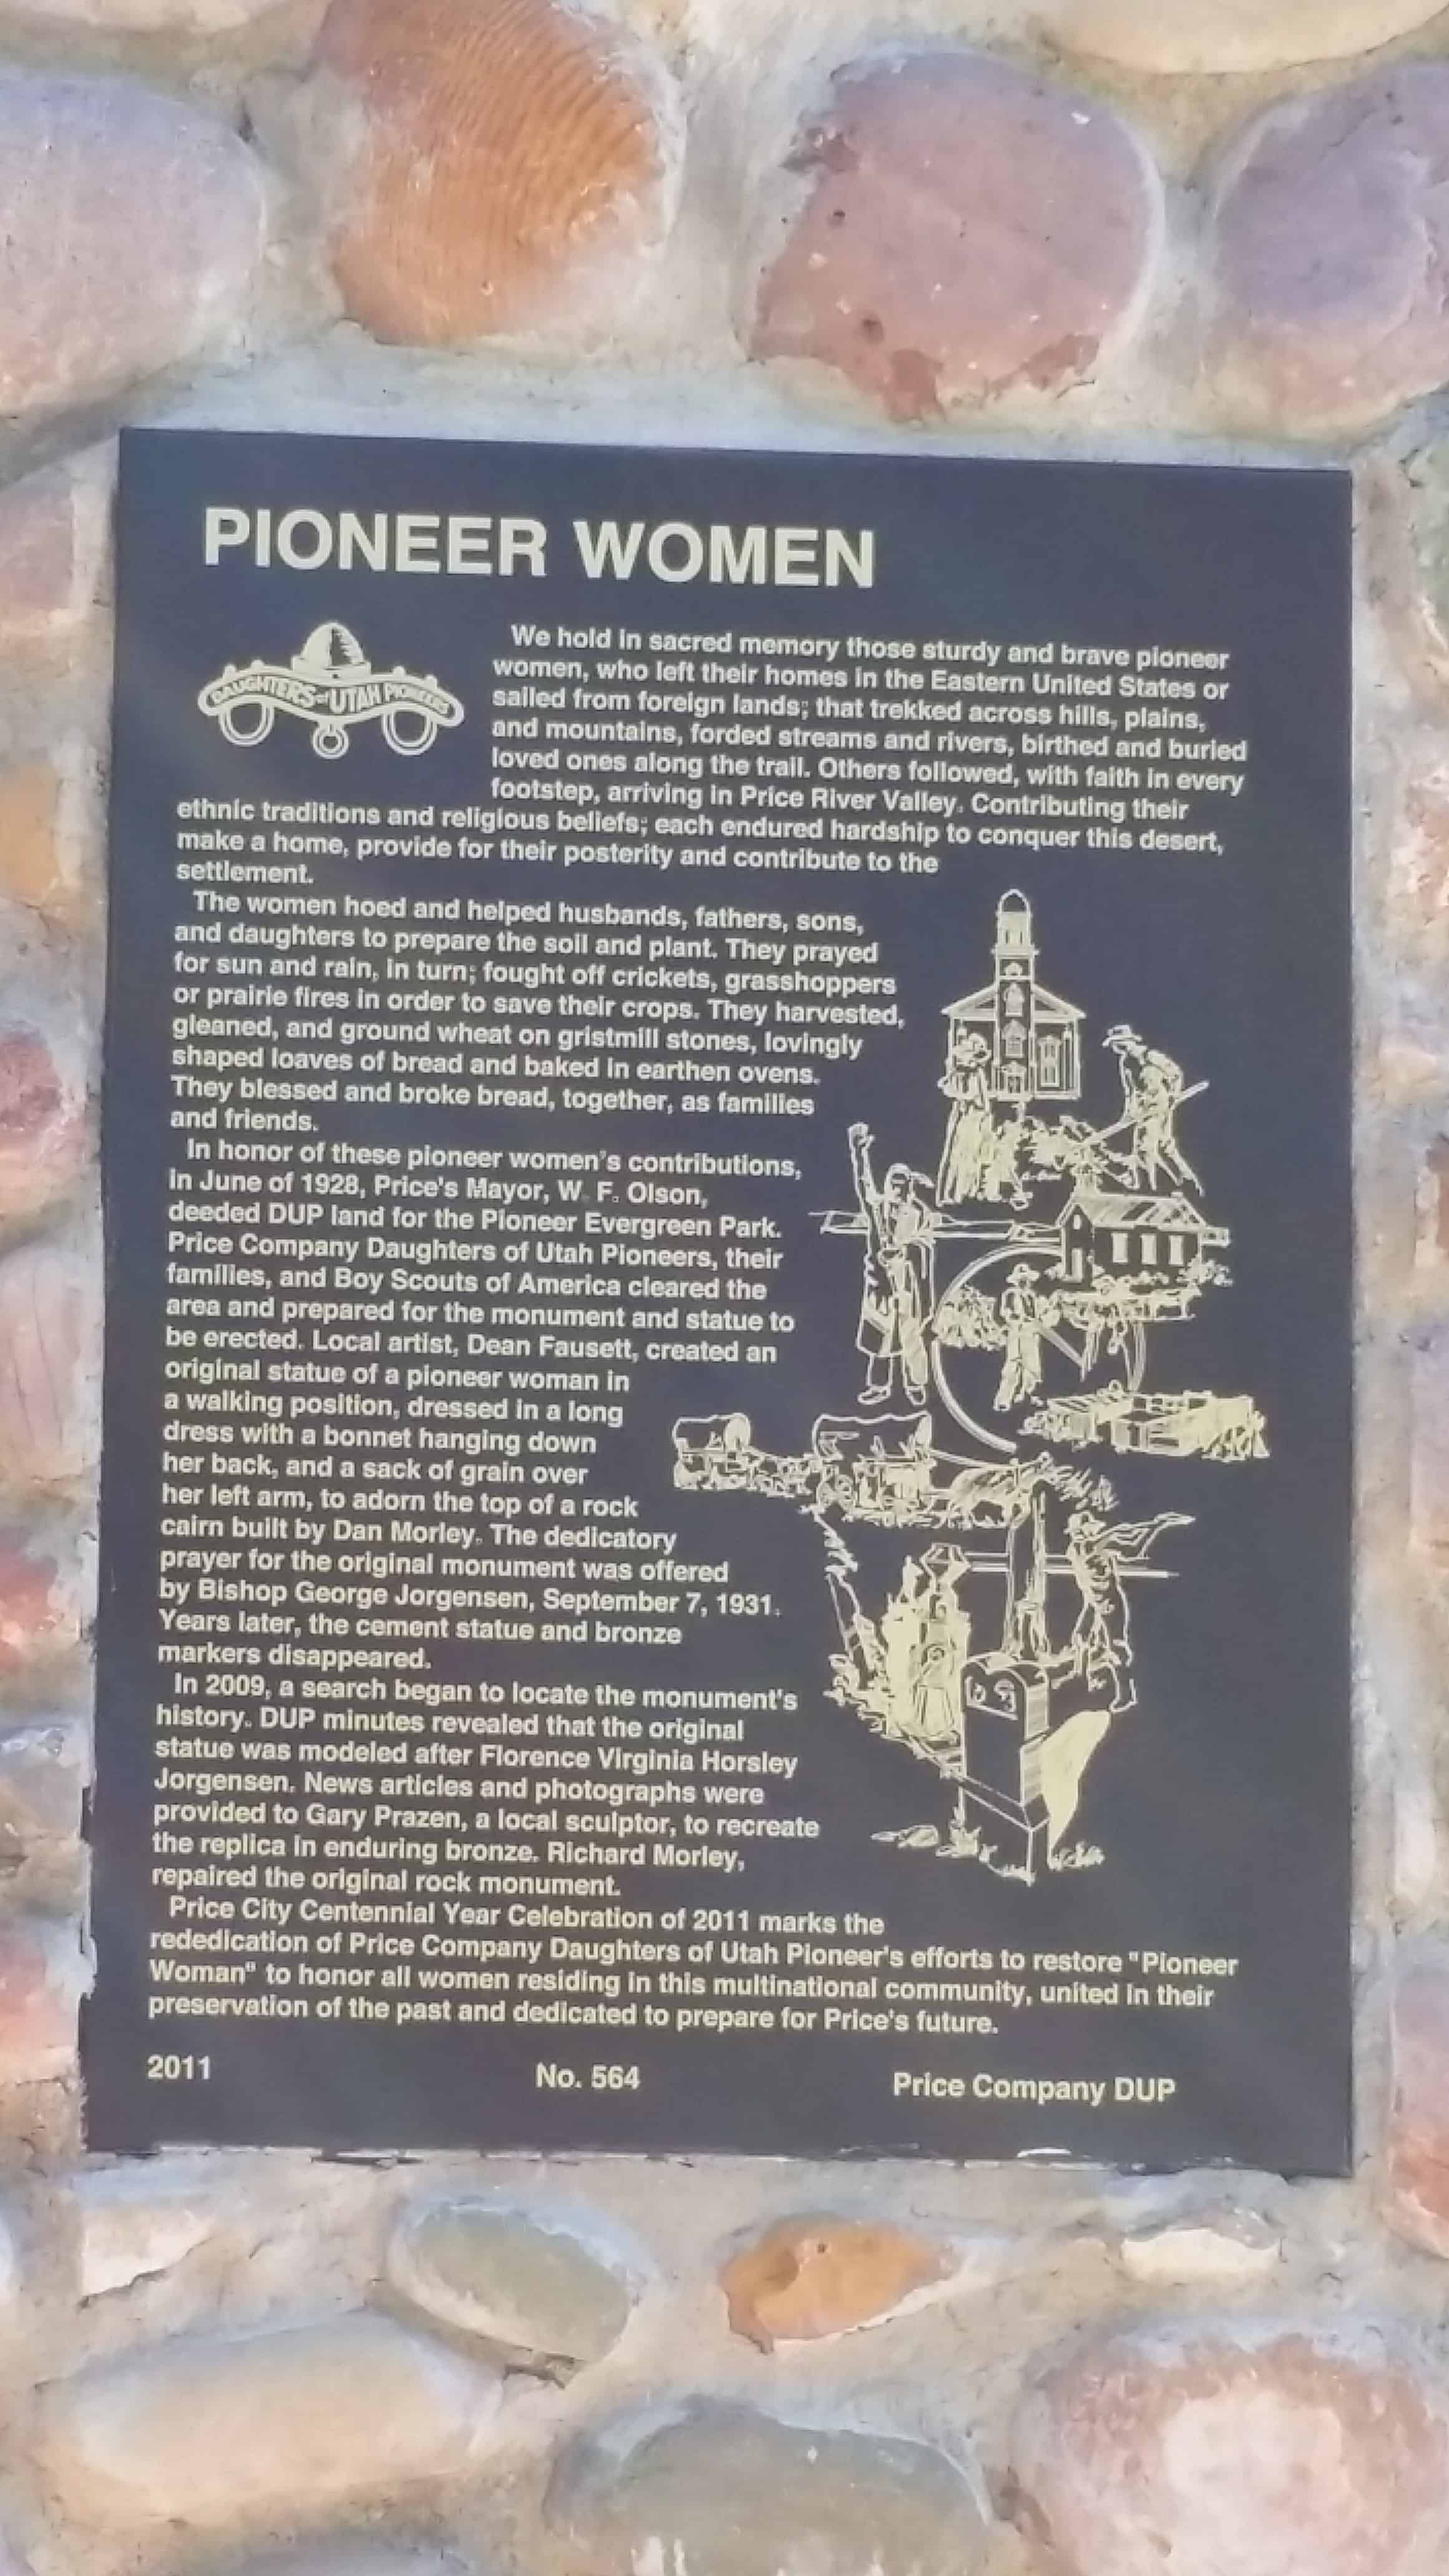 PIONEER WOMEN
DAUGHTERS of UTAH PIONEERS
We hold in sacred memory those sturdy and brave pioneer
women, who left their homes in the Eastern United States or
sailed from foreign lands; that trekked across hills, plains,
and mountains, forded streams and rivers, birthed and buried
loved ones along the trail. Others followed, with faith in every
footstep, arriving in Price River Valley. Contributing their
ethnic traditions and religious beliefs; each endured hardship to conquer this desert,
make a home, provide for their posterity and contribute to the
settlement.
The women hoed and helped husbands, fathers, sons,
and daughters to prepare the soil and plant. They prayed
for sun and rain, in turn; fought off crickets, grasshoppers
or prairie fires in order to save their crops. They harvested,
gleaned, and ground wheat on gristmill stones, lovingly
shaped loaves of bread and baked in earthen ovens.
They blessed and broke bread, together, as families
and friends.
In honor of these pioneer women's contributions,
in June of 1928, Price's Mayor, W. F. Olson,
deeded DUP land for the Pioneer Evergreen Park.
Price Company Daughters of Utah Pioneers, their
families, and Boy Scouts of America cleared the
area and prepared for the monument and statue to
be erected. Local artist, Dean Fausett, created an
original statue of a pioneer woman in
a walking position, dressed in a long
dress with a bonnet hanging down
her back, and a sack of grain over
her left arm, to adorn the top of a rock
cairn built by Dan Morley. The dedicatory
prayer for the original monument was offered
by Bishop George Jorgensen, September 7, 1931.
Years later, the cement statue and bronze
markers disappeared.
In 2009, a search began to locate the monument's
history. DUP minutes revealed that the original
statue was modeled after Florence Virginia Horsley
Jorgensen. News articles and photographs were
provided to Gary Prazen, a local sculptor, to recreate
the replica in enduring bronze. Richard Morley,
repaired the original rock monument.
Price City Centennial Year Celebration of 2011 marks the
rededication of Price Company Daughters of Utah Pioneer's efforts to restore "Pioneer
Woman" to honor all women residing in this multinational community, united in their
preservation of the past and dedicated to prepare for Price's future.
2011 No. 564 Price Company DUP